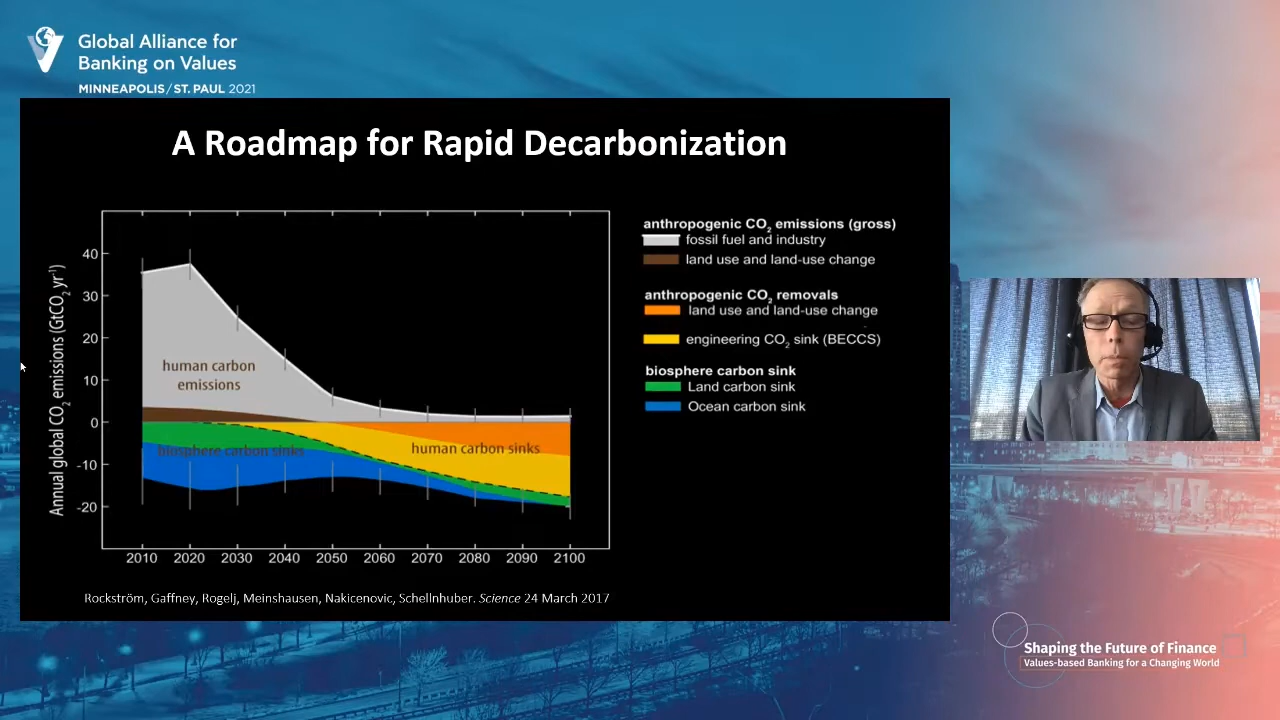 Global Alliance for
Banking on Values
MINNEAPOLIS/ST. PAUL 2021
A Roadmap for Rapid Decarbonization
Annual global CO2 emissions (GtCO2 yr-1)
40
30
20
10
0
-10
-20
human carbon
emissions
biosphere carbon sinks
human carbon sinks
2010 2020 2030 2040 2050 2060 2070 2080 2090 2100
anthropogenic CO2 emissions (gross)
fossil fuel and industry
land use and land-use change
anthropogenic CO2 removals
land use and land-use change
engineering CO2 sink (BECCS)
biosphere carbon sink
Land carbon sink
Ocean carbon sink
Rockström, Gaffney, Rogelj, Meinshausen, Nakicenovic, Schellnhuber. Science 24 March 2017
Shaping the Future of Finance
Values-based Banking for a Changing World